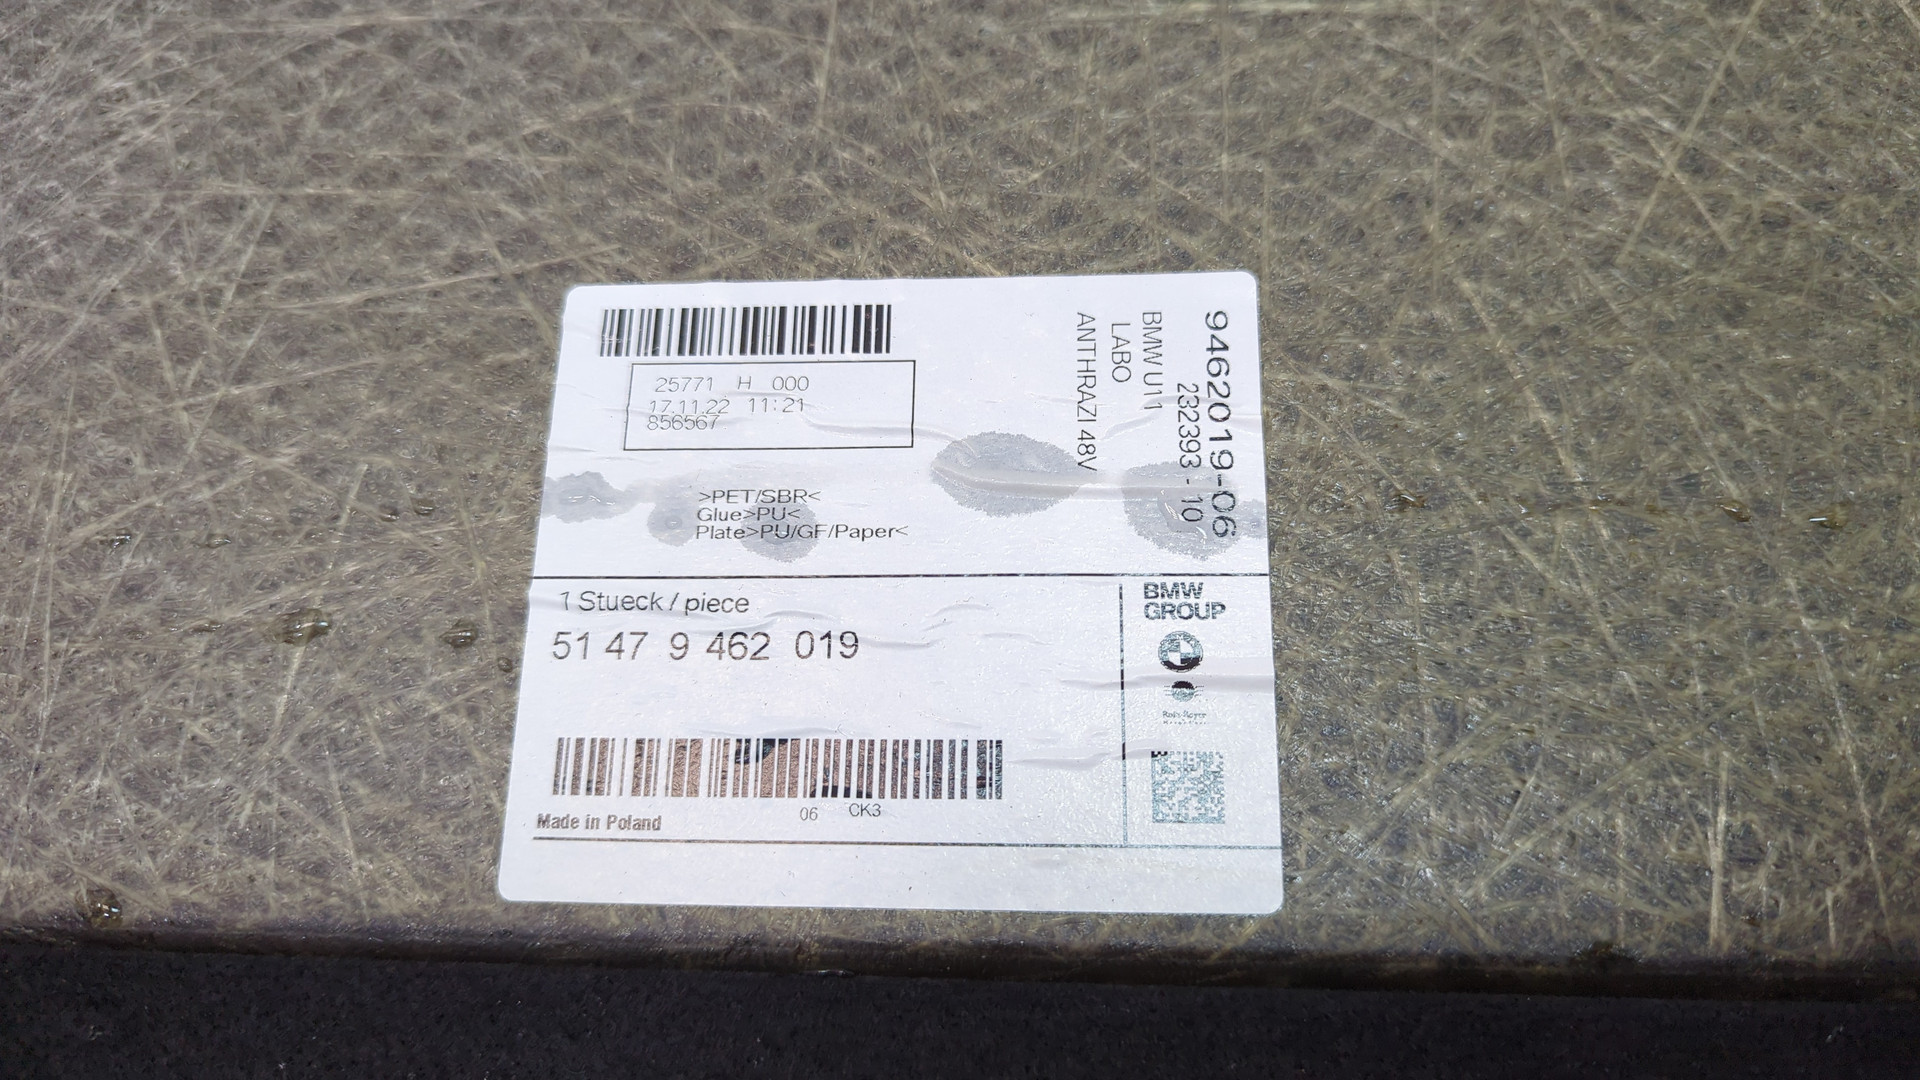 25771 H 000
17.11.22 11:21
856567
>PET/SBR<
Glue>PU<
Plate>PU/GF/Paper<
9462019-06
232393 - 10
BMW U11
LABO
ANTHRAZI 48V
1 Stueck / piece
51 47 9 462 019
06 CK3
Made in Poland
BMW
GROUP
Rolls-Royce